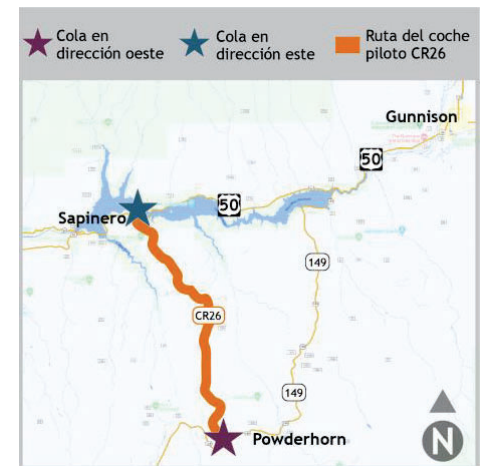 Cola en
dirección oeste
Cola en
dirección este
Ruta del coche
piloto CR26
Gunnison
50
50
Sapinero
149
CR26
149
Powderhorn
N